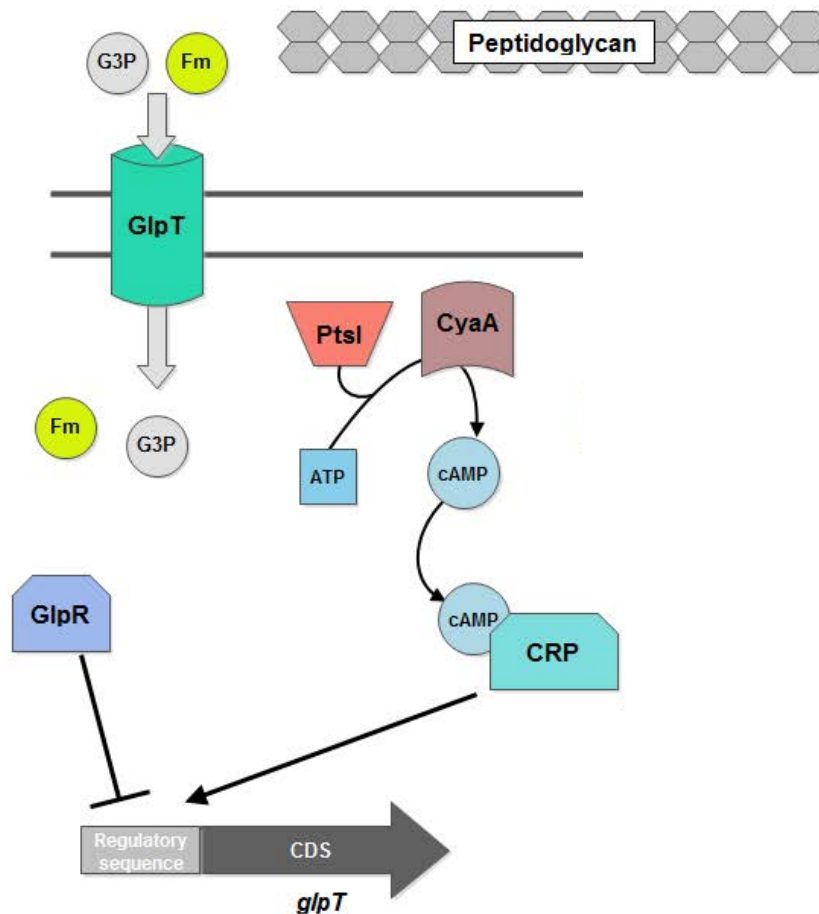 G3P
Fm
Peptidoglycan
GlpT
PtsI
CyaA
Fm
G3P
ATP
cAMP
GlpR
cAMP
CRP
Regulatory
sequence
CDS
glpT